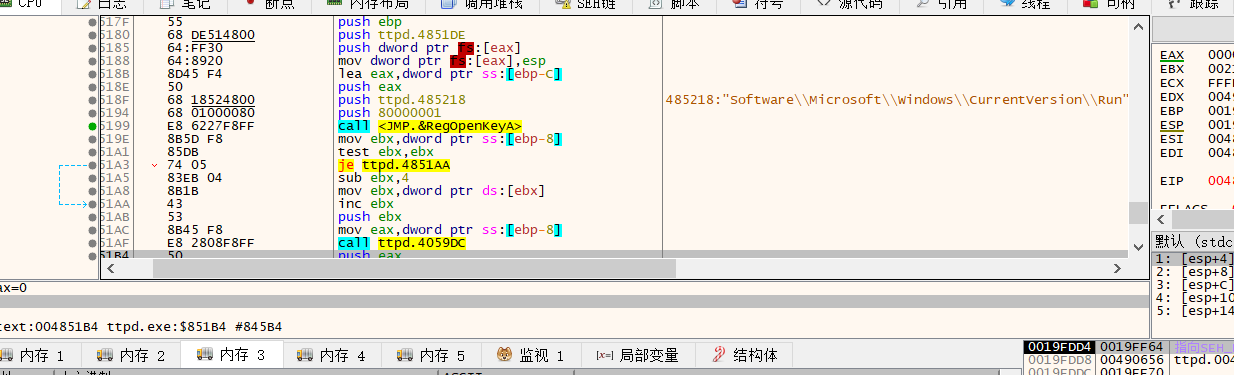 CPU 日志 笔记 断点 内存布局 调用堆栈 SEH链 脚本 符号 源代码 引用 线程 句柄 跟踪
517F 55 push ebp
5180 68 DE514800 push ttpd.4851DE
5185 64:FF30 push dword ptr fs:[eax]
5188 64:8920 mov dword ptr fs:[eax],esp
518B 8D45 F4 lea eax,dword ptr ss:[ebp-C]
518E 50 push eax
518F 68 18524800 push ttpd.485218 485218:"Software\\Microsoft\\Windows\\CurrentVersion\\Run"
5194 68 01000080 push 80000001
5199 E8 6227F8FF call <JMP.&RegOpenKeyA>
519E 8B5D F8 mov ebx,dword ptr ss:[ebp-8]
51A1 85DB test ebx,ebx
51A3 74 05 je ttpd.4851AA
51A5 83EB 04 sub ebx,4
51A8 8B1B mov ebx,dword ptr ds:[ebx]
51AA 43 inc ebx
51AB 53 push ebx
51AC 8B45 F8 mov eax,dword ptr ss:[ebp-8]
51AF E8 2808F8FF call ttpd.4059DC
51B4 50 push eax
EAX 000
EBX 002
ECX FFF
EDX 004
EBP 001
ESP 001
ESI 004
EDI 004
EIP 004
EFLAGS
默认 (stdc
1: [esp+4]
2: [esp+8]
3: [esp+C]
4: [esp+10
5: [esp+14
ax=0
text:004851B4 ttpd.exe:$851B4 #845B4
内存 1 内存 2 内存 3 内存 4 内存 5 监视 1 [x=] 局部变量 结构体
0019FDD4 0019FF64 指向SEH_
0019FDD8 00490656 ttpd.004
0019FDDC 0019FF70
ASCII